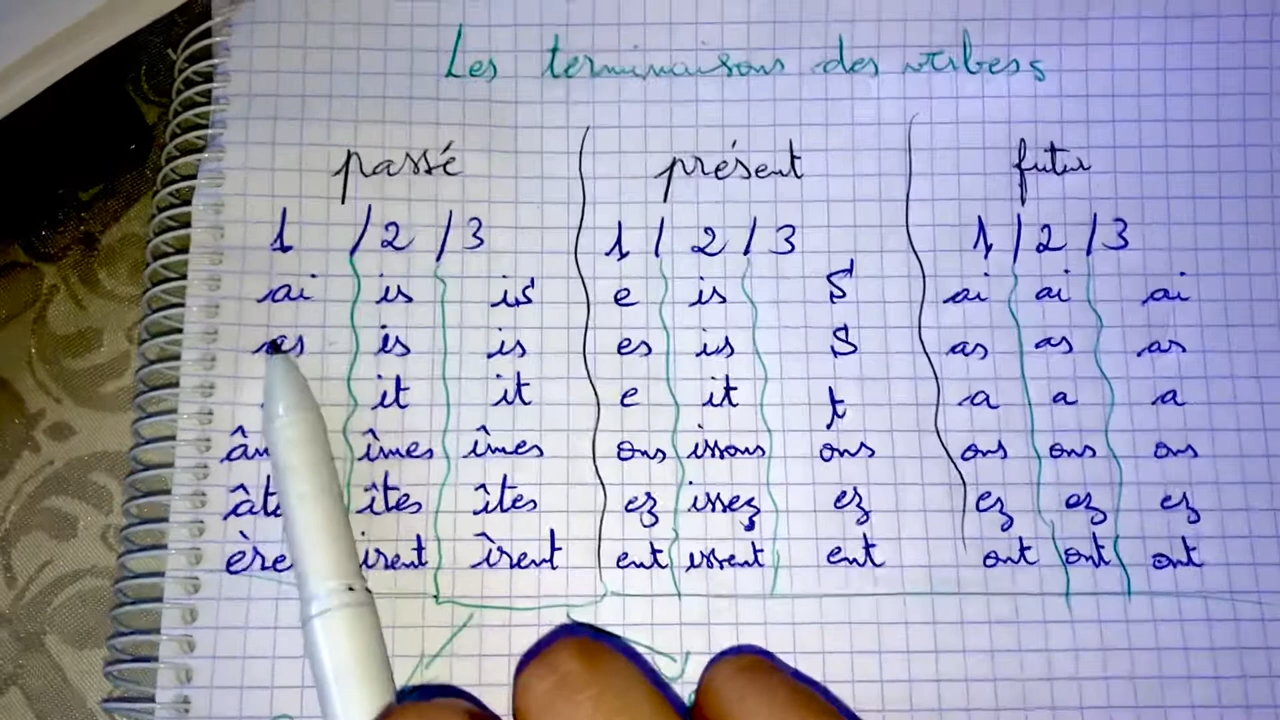 Les terminaisons des verbes
passé présent futur
1 /2 /3 1 / 2 / 3 1 /2 /3
ai is is e is S ai ai ai
as is is es is S as as as
it it e it t a a a
îmes îmes ons issons ons ons ons ons
îtes îtes ez issez ez ez ez ez
irent irent ent issent ent ont ont ont